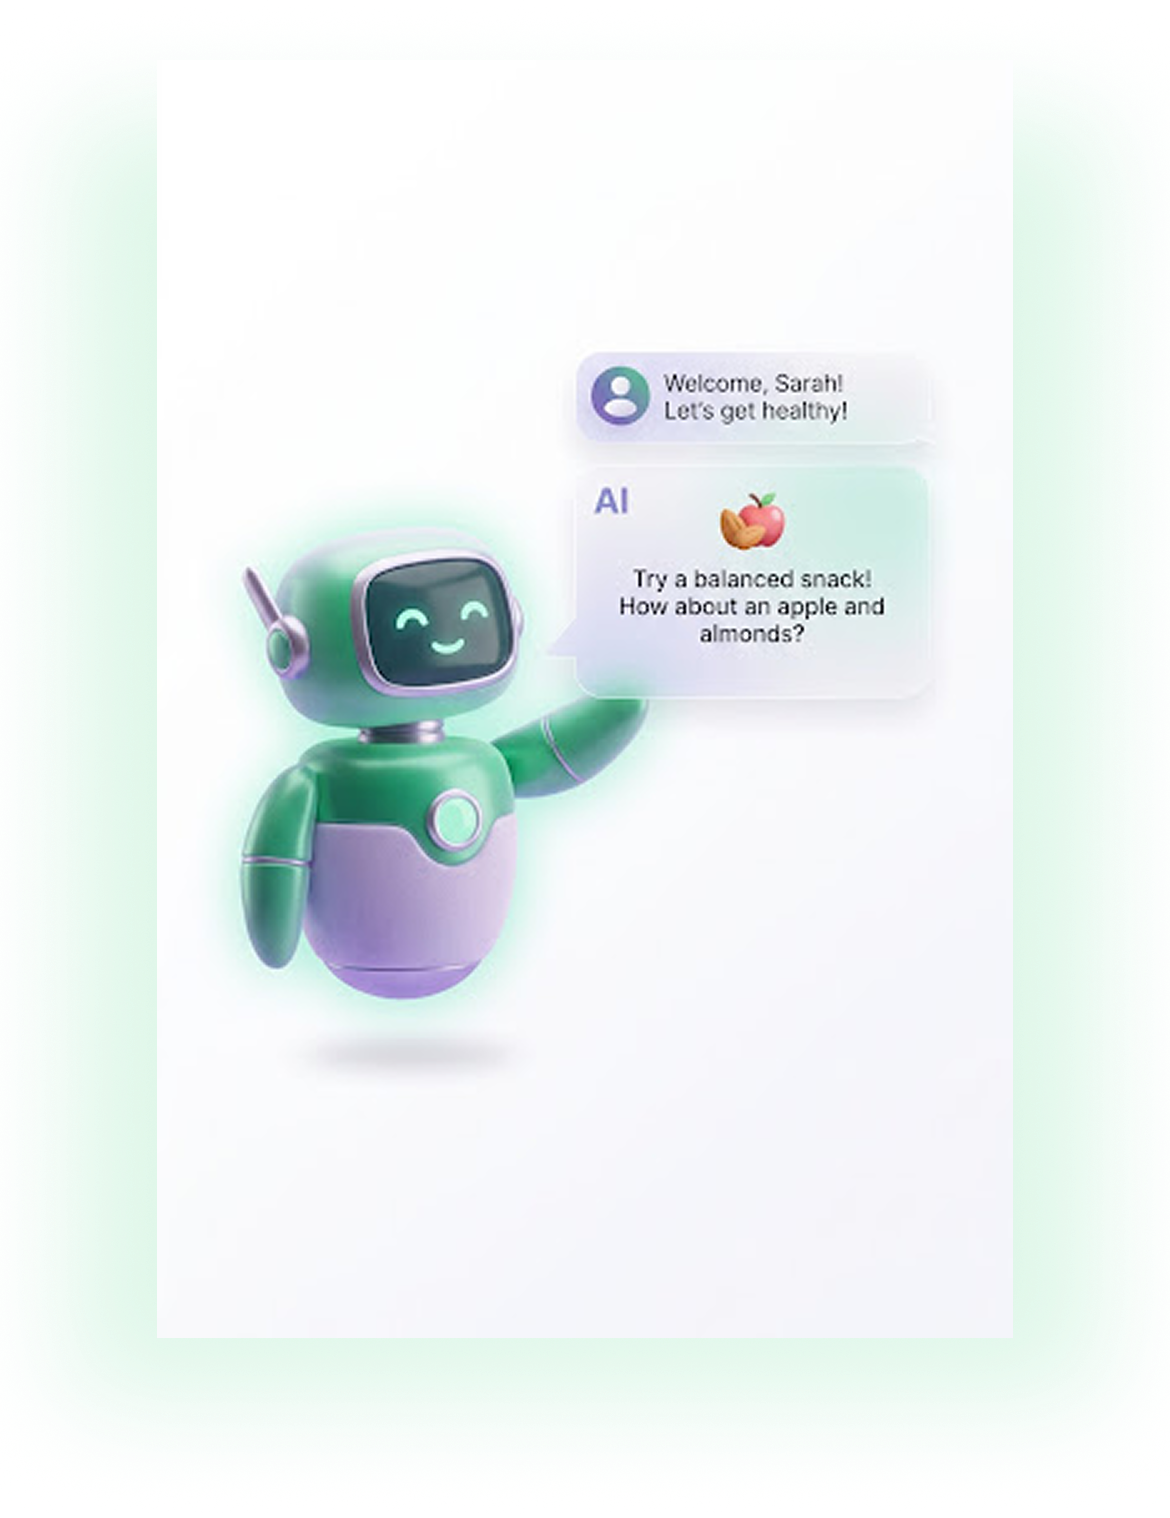 Welcome, Sarah!
Let's get healthy!
AI
Try a balanced snack!
How about an apple and
almonds?